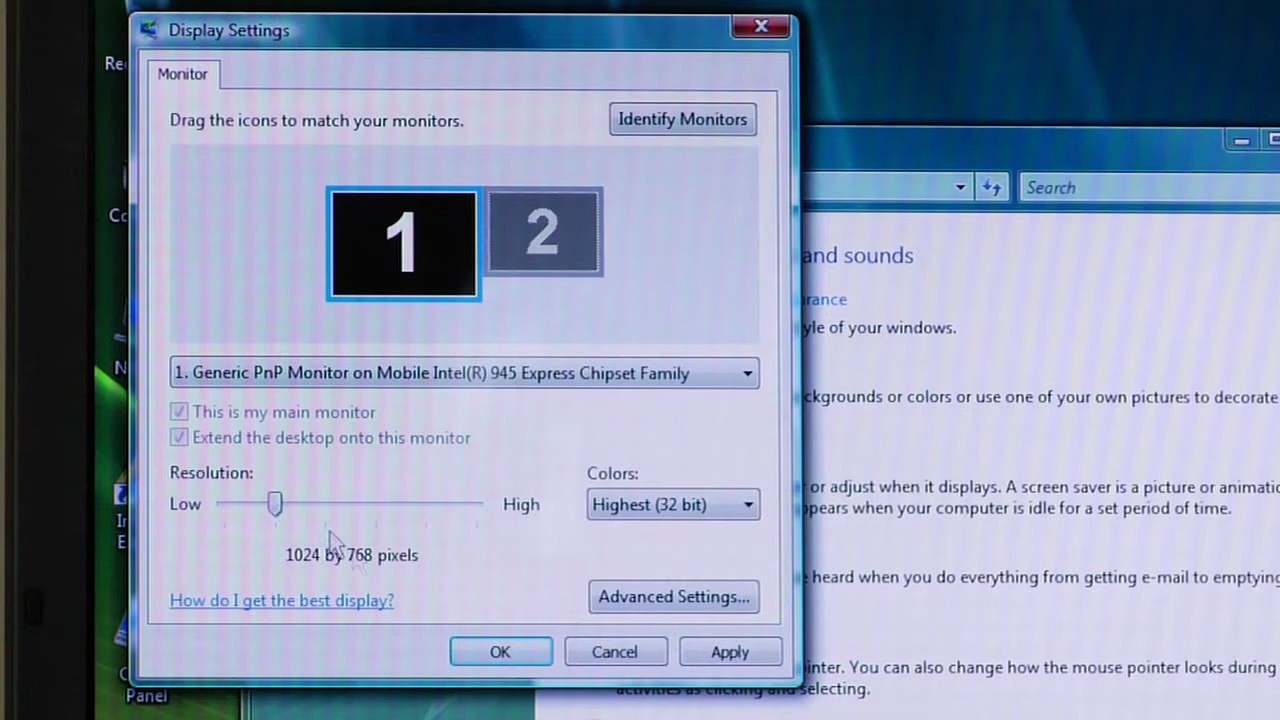 Display Settings
Monitor
Drag the icons to match your monitors.
Identify Monitors
1
2
1. Generic PnP Monitor on Mobile Intel(R) 945 Express Chipset Family
This is my main monitor
Extend the desktop onto this monitor
Resolution:
Low
High
1024 by 768 pixels
Colors:
Highest (32 bit)
How do I get the best display?
Advanced Settings...
OK
Cancel
Apply
Search
and sounds
yle of your windows.
ckgrounds or colors or use one of your own pictures to decorate
or adjust when it displays. A screen saver is a picture or animatic
ppears when your computer is idle for a set period of time.
heard when you do everything from getting e-mail to emptying
inter. You can also change how the mouse pointer looks during
activities as clicking and selecting.
Panel